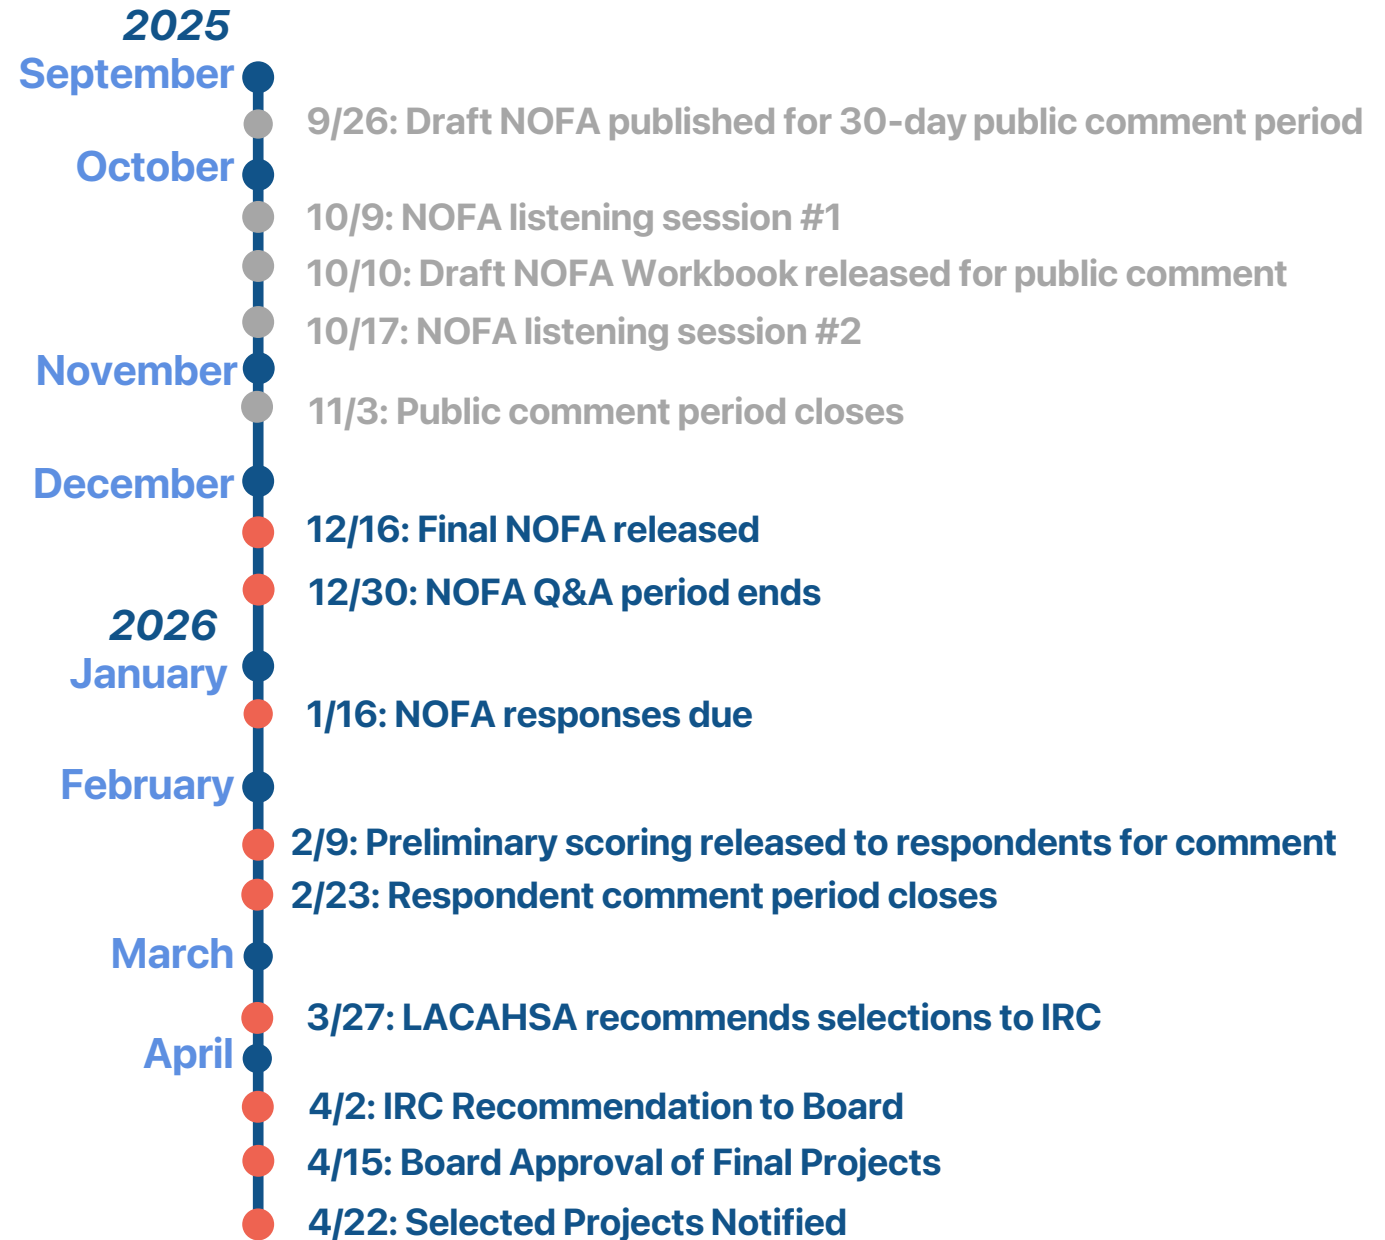 2025
September
9/26: Draft NOFA published for 30-day public comment period
October
10/9: NOFA listening session #1
10/10: Draft NOFA Workbook released for public comment
10/17: NOFA listening session #2
November
11/3: Public comment period closes
December
12/16: Final NOFA released
12/30: NOFA Q&A period ends
2026
January
1/16: NOFA responses due
February
2/9: Preliminary scoring released to respondents for comment
2/23: Respondent comment period closes
March
3/27: LACAHSA recommends selections to IRC
April
4/2: IRC Recommendation to Board
4/15: Board Approval of Final Projects
4/22: Selected Projects Notified